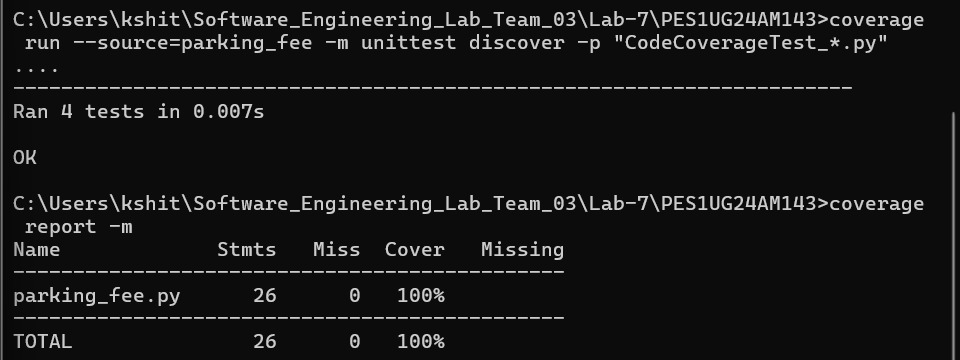 C:\Users\kshit\Software_Engineering_Lab_Team_03\Lab-7\PES1UG24AM143>coverage
 run --source=parking_fee -m unittest discover -p "CodeCoverageTest_*.py"
....
----------------------------------------------------------------------
Ran 4 tests in 0.007s
OK
C:\Users\kshit\Software_Engineering_Lab_Team_03\Lab-7\PES1UG24AM143>coverage
 report -m
Name             Stmts   Miss  Cover   Missing
----------------------------------------------
parking_fee.py      26      0   100%
----------------------------------------------
TOTAL               26      0   100%